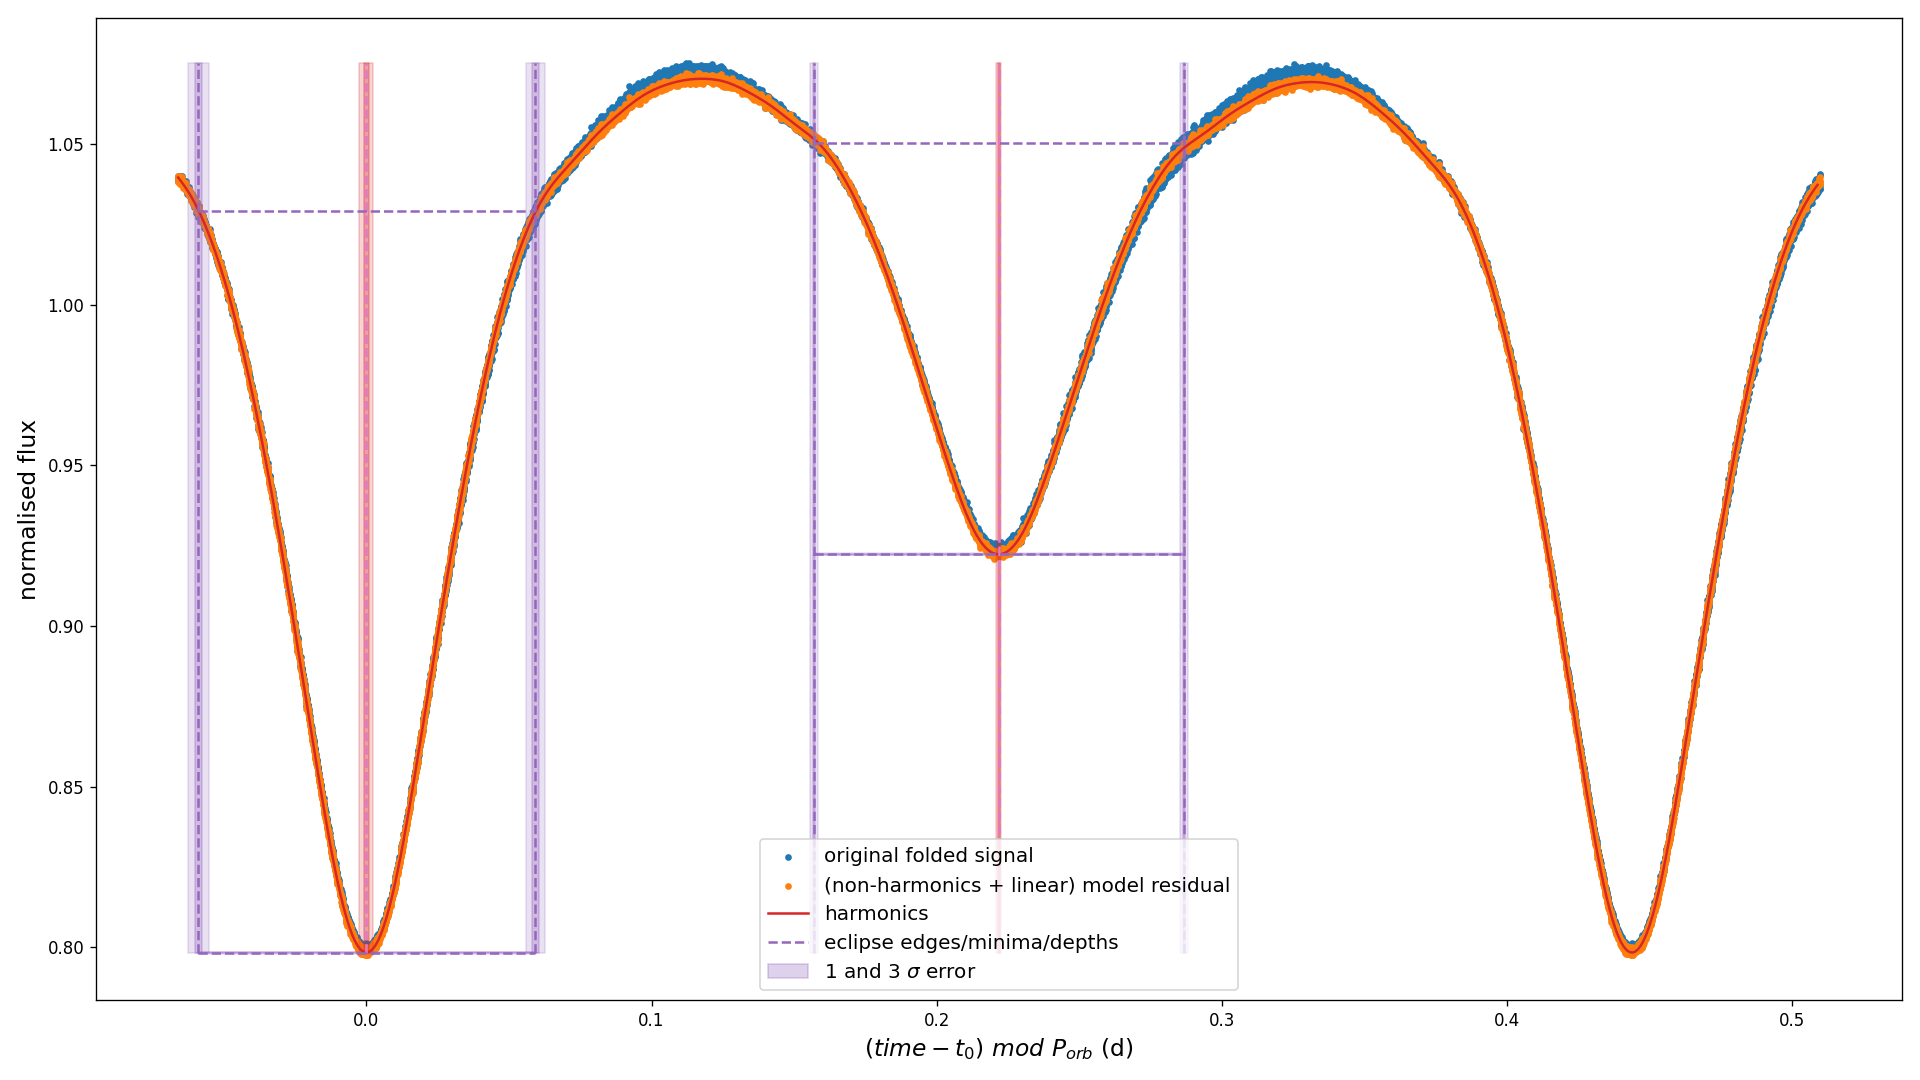 normalised flux
1.05
1.00
0.95
0.90
0.85
0.80
original folded signal
(non-harmonics + linear) model residual
harmonics
eclipse edges/minima/depths
1 and 3 σ error
0.0 0.1 0.2 0.3 0.4 0.5
(time − t₀) mod Pₒᵣb (d)